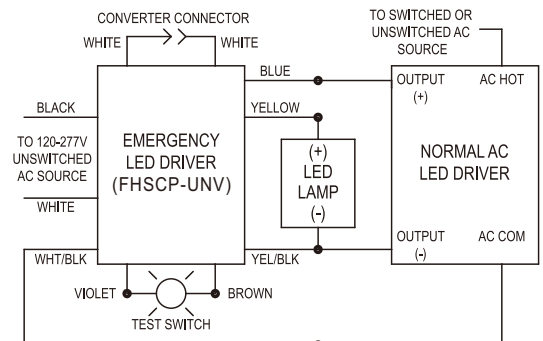 CONVERTER CONNECTOR
WHITE
WHITE
TO SWITCHED OR
UNSWITCHED AC
SOURCE
BLUE
OUTPUT
(+)
AC HOT
BLACK
YELLOW
TO 120-277V
UNSWITCHED
AC SOURCE
EMERGENCY
LED DRIVER
(FHSCP-UNV)
(+)
LED
LAMP
(-)
NORMAL AC
LED DRIVER
WHITE
OUTPUT
(-)
AC COM
WHT/BLK
YEL/BLK
VIOLET
BROWN
TEST SWITCH